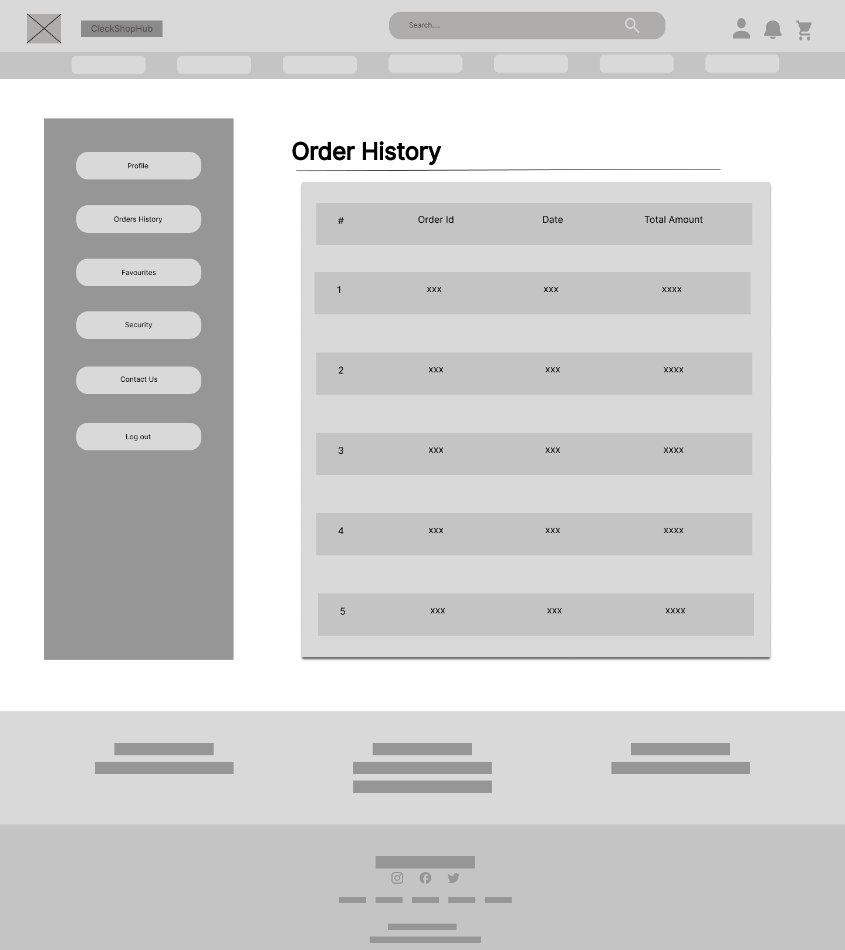 CleckShopHub
Search....
Profile
Orders History
Favourites
Security
Contact Us
Log out
Order History
# Order Id Date Total Amount
1 xxx xxx xxxx
2 xxx xxx xxxx
3 xxx xxx xxxx
4 xxx xxx xxxx
5 xxx xxx xxxx